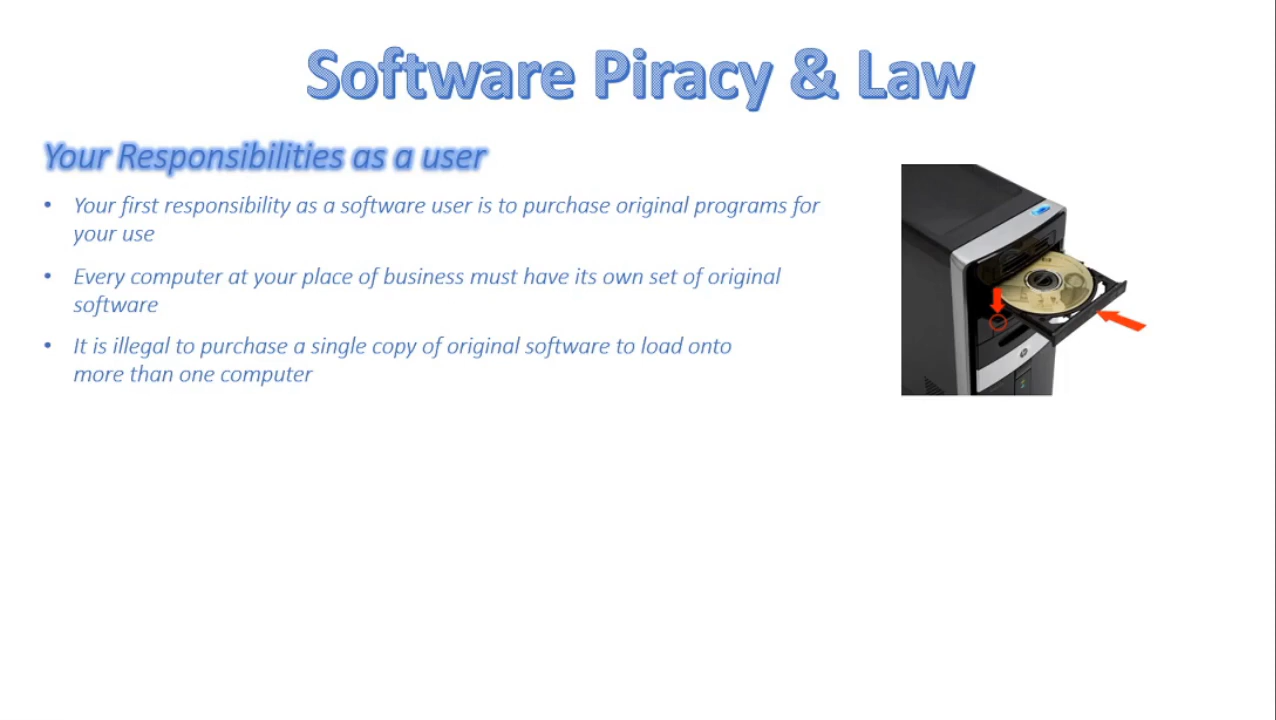 Software Piracy & Law
Your Responsibilities as a user
• Your first responsibility as a software user is to purchase original programs for
your use
• Every computer at your place of business must have its own set of original
software
• It is illegal to purchase a single copy of original software to load onto
more than one computer